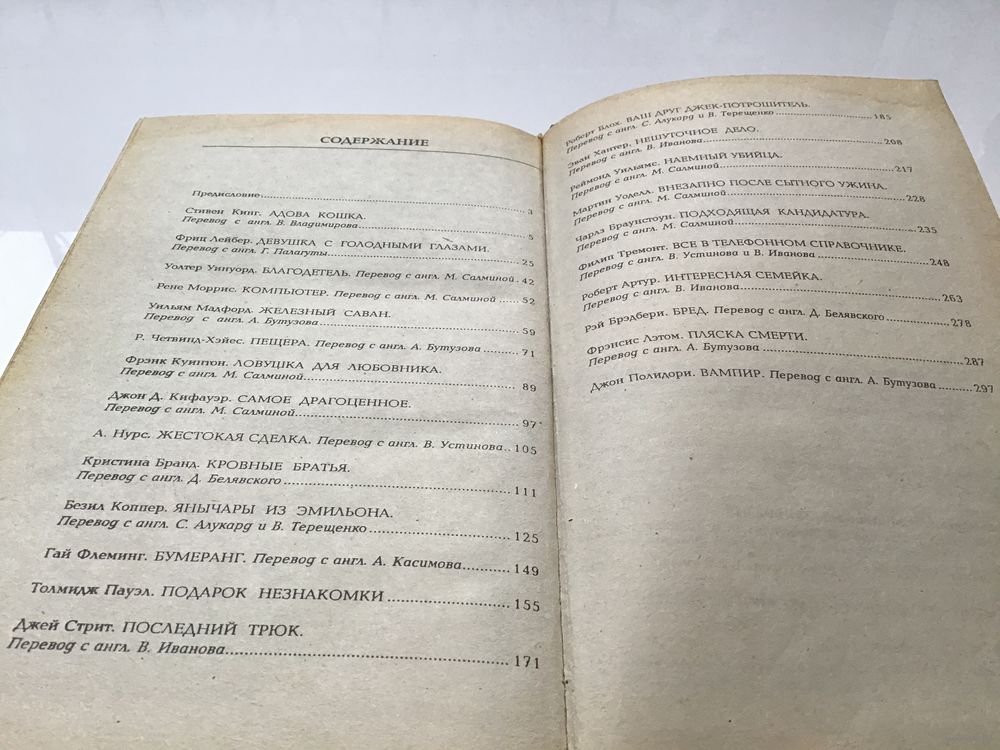 СОДЕРЖАНИЕ
Предисловие 3
Стивен Кинг. АДОВА КОШКА.
Перевод с англ. В. Владимирова 5
Фриц Лейбер. ДЕВУШКА С ГОЛОДНЫМИ ГЛАЗАМИ.
Перевод с англ. Г. Палагуты 25
Уолтер Уинуорд. БЛАГОДЕТЕЛЬ. Перевод с англ. М. Салминой 42
Рене Моррис. КОМПЬЮТЕР. Перевод с англ. М. Салминой 52
Уильям Малфорд. ЖЕЛЕЗНЫЙ САВАН.
Перевод с англ. А. Бутузова 59
Р. Четвинд-Хэйес. ПЕЩЕРА. Перевод с англ. А. Бутузова 71
Фрэнк Куинтон. ЛОВУШКА ДЛЯ ЛЮБОВНИКА.
Перевод с англ. М. Салминой 89
Джон Д. Кифауэр. САМОЕ ДРАГОЦЕННОЕ.
Перевод с англ. М. Салминой 97
А. Нурс. ЖЕСТОКАЯ СДЕЛКА. Перевод с англ. В. Устинова 105
Кристина Бранд. КРОВНЫЕ БРАТЬЯ.
Перевод с англ. Д. Белявского 111
Безил Коппер. ЯНЫЧАРЫ ИЗ ЭМИЛЬОНА.
Перевод с англ. С. Алукард и В. Терещенко 125
Гай Флеминг. БУМЕРАНГ. Перевод с англ. А. Касимова 149
Толмидж Пауэл. ПОДАРОК НЕЗНАКОМКИ 155
Джей Стрит. ПОСЛЕДНИЙ ТРЮК.
Перевод с англ. В. Иванова 171
Роберт Блох. ВАШ ДРУГ ДЖЕК-ПОТРОШИТЕЛЬ.
Перевод с англ. С. Алукард и В. Терещенко 185
Эван Хантер. НЕШУТОЧНОЕ ДЕЛО.
Перевод с англ. В. Иванова 208
Реймонд Уильямс. НАЕМНЫЙ УБИЙЦА.
Перевод с англ. М. Салминой 217
Мартин Уодела. ВНЕЗАПНО ПОСЛЕ СЫТНОГО УЖИНА.
Перевод с англ. М. Салминой 228
Чарлз Браунстоун. ПОДХОДЯЩАЯ КАНДИДАТУРА.
Перевод с англ. М. Салминой 235
Филип Тремонт. ВСЕ В ТЕЛЕФОННОМ СПРАВОЧНИКЕ.
Перевод с англ. В. Устинова и В. Иванова 248
Роберт Артур. ИНТЕРЕСНАЯ СЕМЕЙКА.
Перевод с англ. В. Иванова 263
Рэй Брэдбери. БРЕД. Перевод с англ. Д. Белявского 278
Фрэнсис Лэтом. ПЛЯСКА СМЕРТИ.
Перевод с англ. А. Бутузова 287
Джон Полидори. ВАМПИР. Перевод с англ. А. Бутузова 297